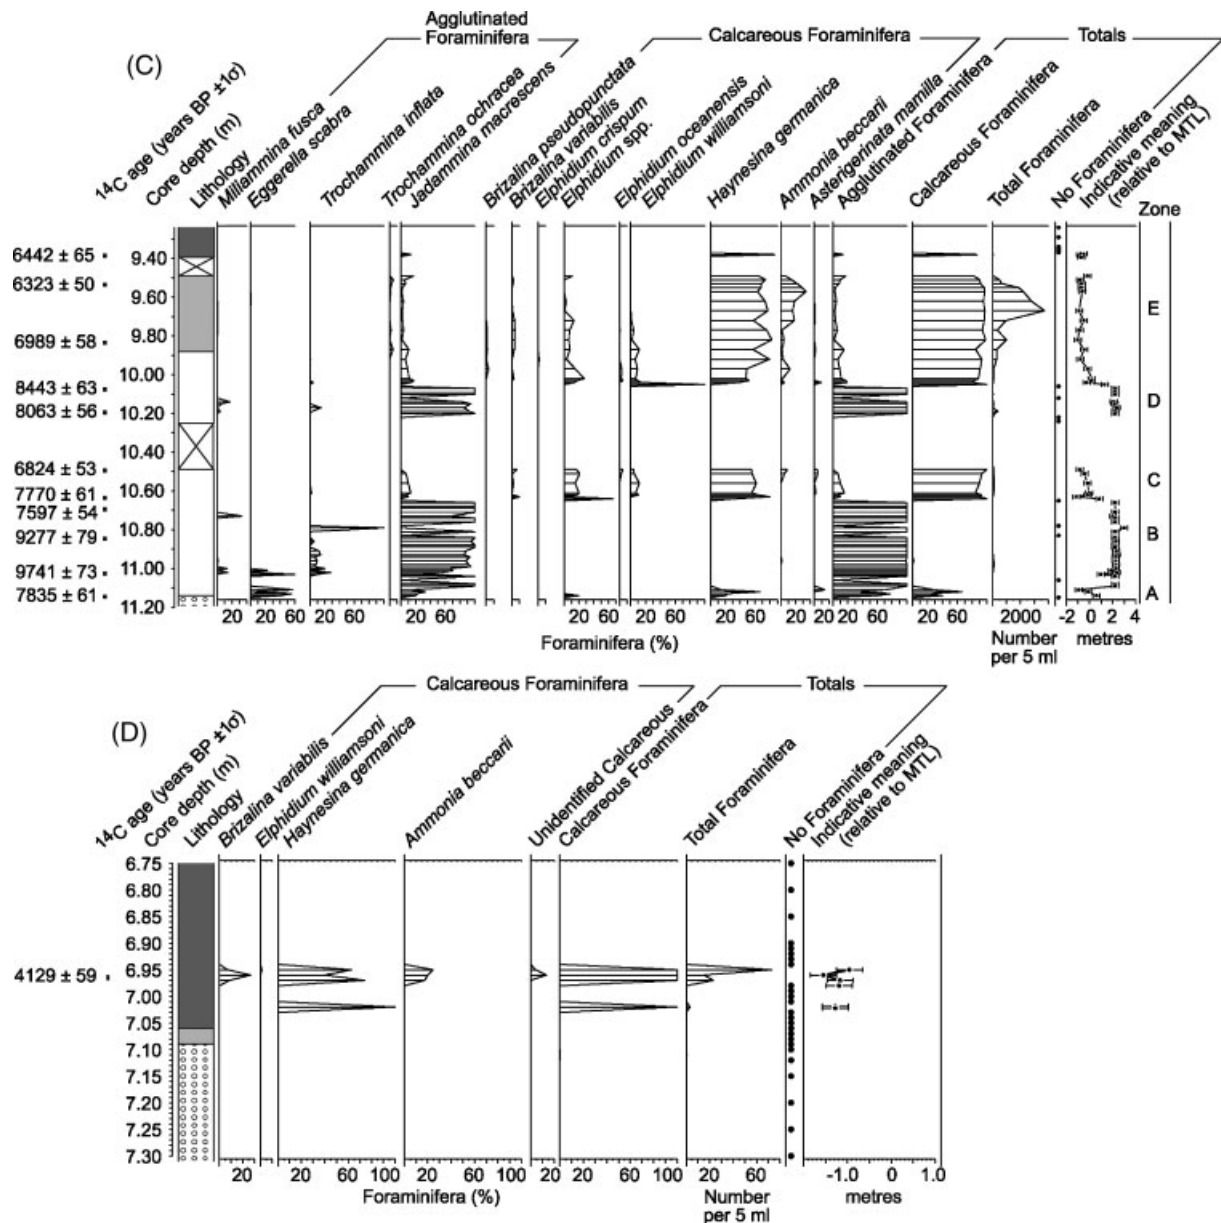 (C)
Agglutinated
Foraminifera
Calcareous Foraminifera
Totals
14C age (years BP ±1σ)
Core depth (m)
Lithology
Miliammina fusca
Eggerella scabra
Trochammina inflata
Trochammina ochracea
Jadammina macrescens
Brizalina pseudopunctata
Brizalina variabilis
Elphidium crispum
Elphidium spp.
Elphidium oceanensis
Elphidium williamsoni
Haynesina germanica
Ammonia beccarii
Asterigerinata mamilla
Agglutinated Foraminifera
Calcareous Foraminifera
Total Foraminifera
No Foraminifera
Indicative meaning
(relative to MTL)
Zone
6442 ± 65
6323 ± 50
6989 ± 58
8443 ± 63
8063 ± 56
6824 ± 53
7770 ± 61
7597 ± 54
9277 ± 79
9741 ± 73
7835 ± 61
9.40
9.60
9.80
10.00
10.20
10.40
10.60
10.80
11.00
11.20
E
D
C
B
A
20 20 60 20 60 20 20 60 20 20 20 20 20 60 20 20 60 20 20 20 60 20 60 2000 -2 0 2 4
Foraminifera (%)
Number
per 5 ml
metres
(D)
Calcareous Foraminifera
Totals
14C age (years BP ±1σ)
Core depth (m)
Lithology
Brizalina variabilis
Elphidium williamsoni
Haynesina germanica
Ammonia beccarii
Unidentified Calcareous
Calcareous Foraminifera
Total Foraminifera
No Foraminifera
Indicative meaning
(relative to MTL)
4129 ± 59
6.75
6.80
6.85
6.90
6.95
7.00
7.05
7.10
7.15
7.20
7.25
7.30
20 20 60 100 20 60 100 20 20 60 100 20 60 -1.0 0 1.0
Foraminifera (%)
Number
per 5 ml
metres